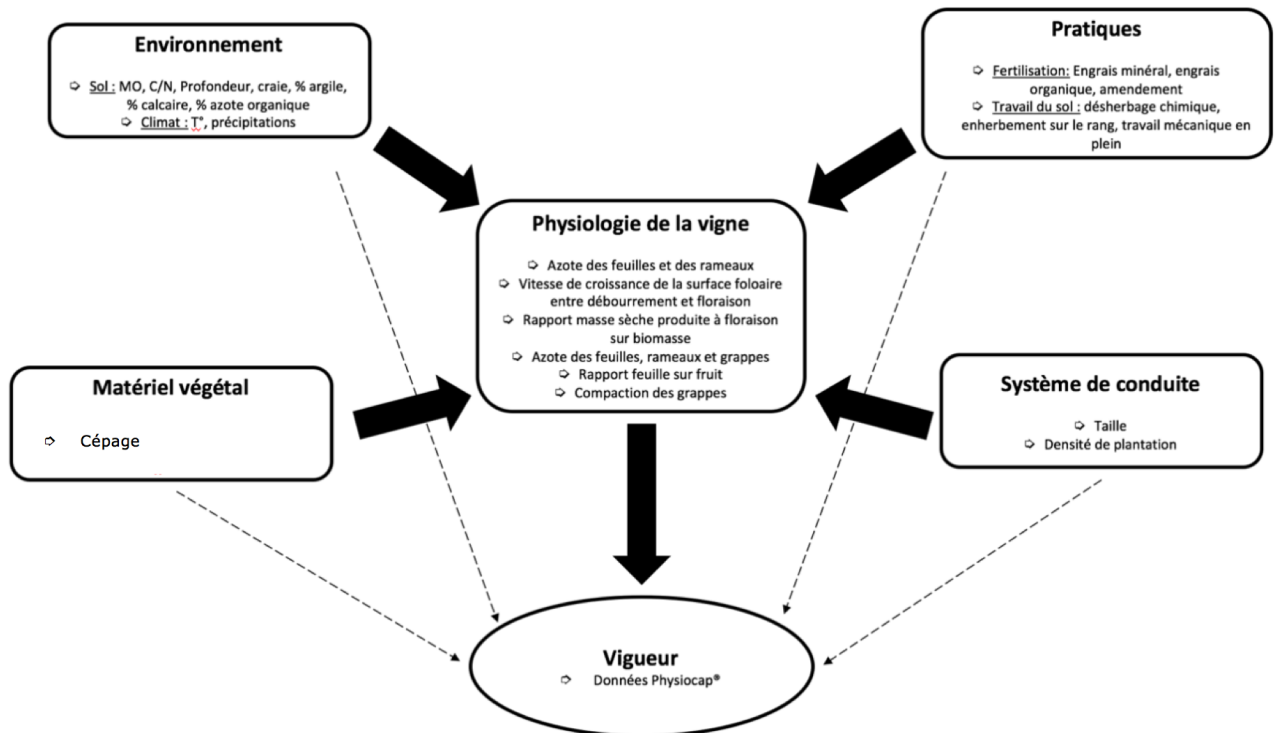 Environnement
➩ Sol : MO, C/N, Profondeur, craie, % argile,
% calcaire, % azote organique
➩ Climat : T°, précipitations
Pratiques
➩ Fertilisation: Engrais minéral, engrais
organique, amendement
➩ Travail du sol : désherbage chimique,
enherbement sur le rang, travail mécanique en
plein
Physiologie de la vigne
➩ Azote des feuilles et des rameaux
➩ Vitesse de croissance de la surface foloaire
entre débourrement et floraison
➩ Rapport masse sèche produite à floraison
sur biomasse
➩ Azote des feuilles, rameaux et grappes
➩ Rapport feuille sur fruit
➩ Compaction des grappes
Matériel végétal
➩ Cépage
Système de conduite
➩ Taille
➩ Densité de plantation
Vigueur
➩ Données Physiocap®